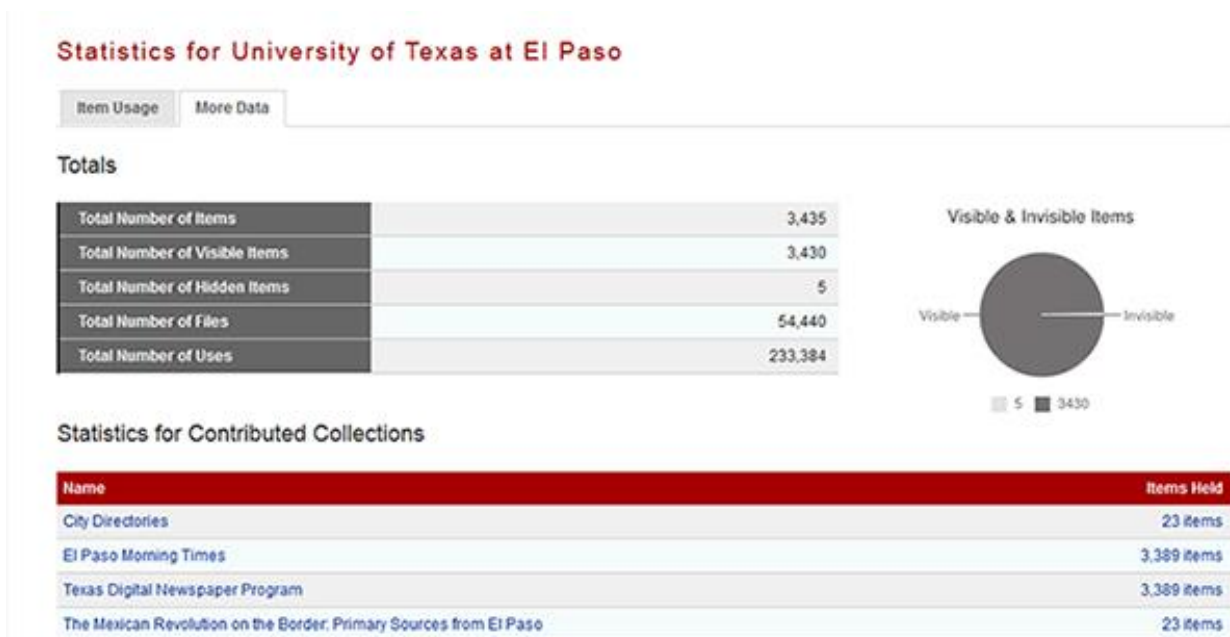 Statistics for University of Texas at El Paso
Item Usage More Data
Totals
Total Number of Items 3,435
Total Number of Visible Items 3,430
Total Number of Hidden Items 5
Total Number of Files 54,440
Total Number of Uses 233,384
Visible & Invisible Items
Visible Invisible
5 3430
Statistics for Contributed Collections
Name Items Held
City Directories 23 items
El Paso Morning Times 3,389 items
Texas Digital Newspaper Program 3,389 items
The Mexican Revolution on the Border: Primary Sources from El Paso 23 items